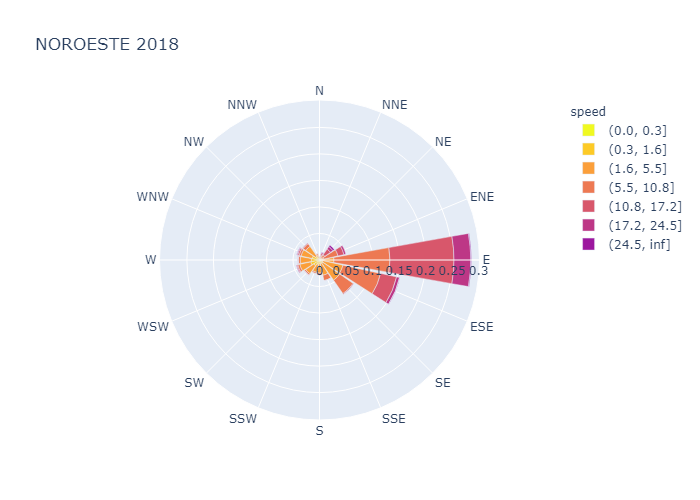 NOROESTE 2018
N
NNE
NE
ENE
E
ESE
SE
SSE
S
SSW
SW
WSW
W
WNW
NW
NNW
0 0.05 0.1 0.15 0.2 0.25 0.3
speed
(0.0, 0.3]
(0.3, 1.6]
(1.6, 5.5]
(5.5, 10.8]
(10.8, 17.2]
(17.2, 24.5]
(24.5, inf]